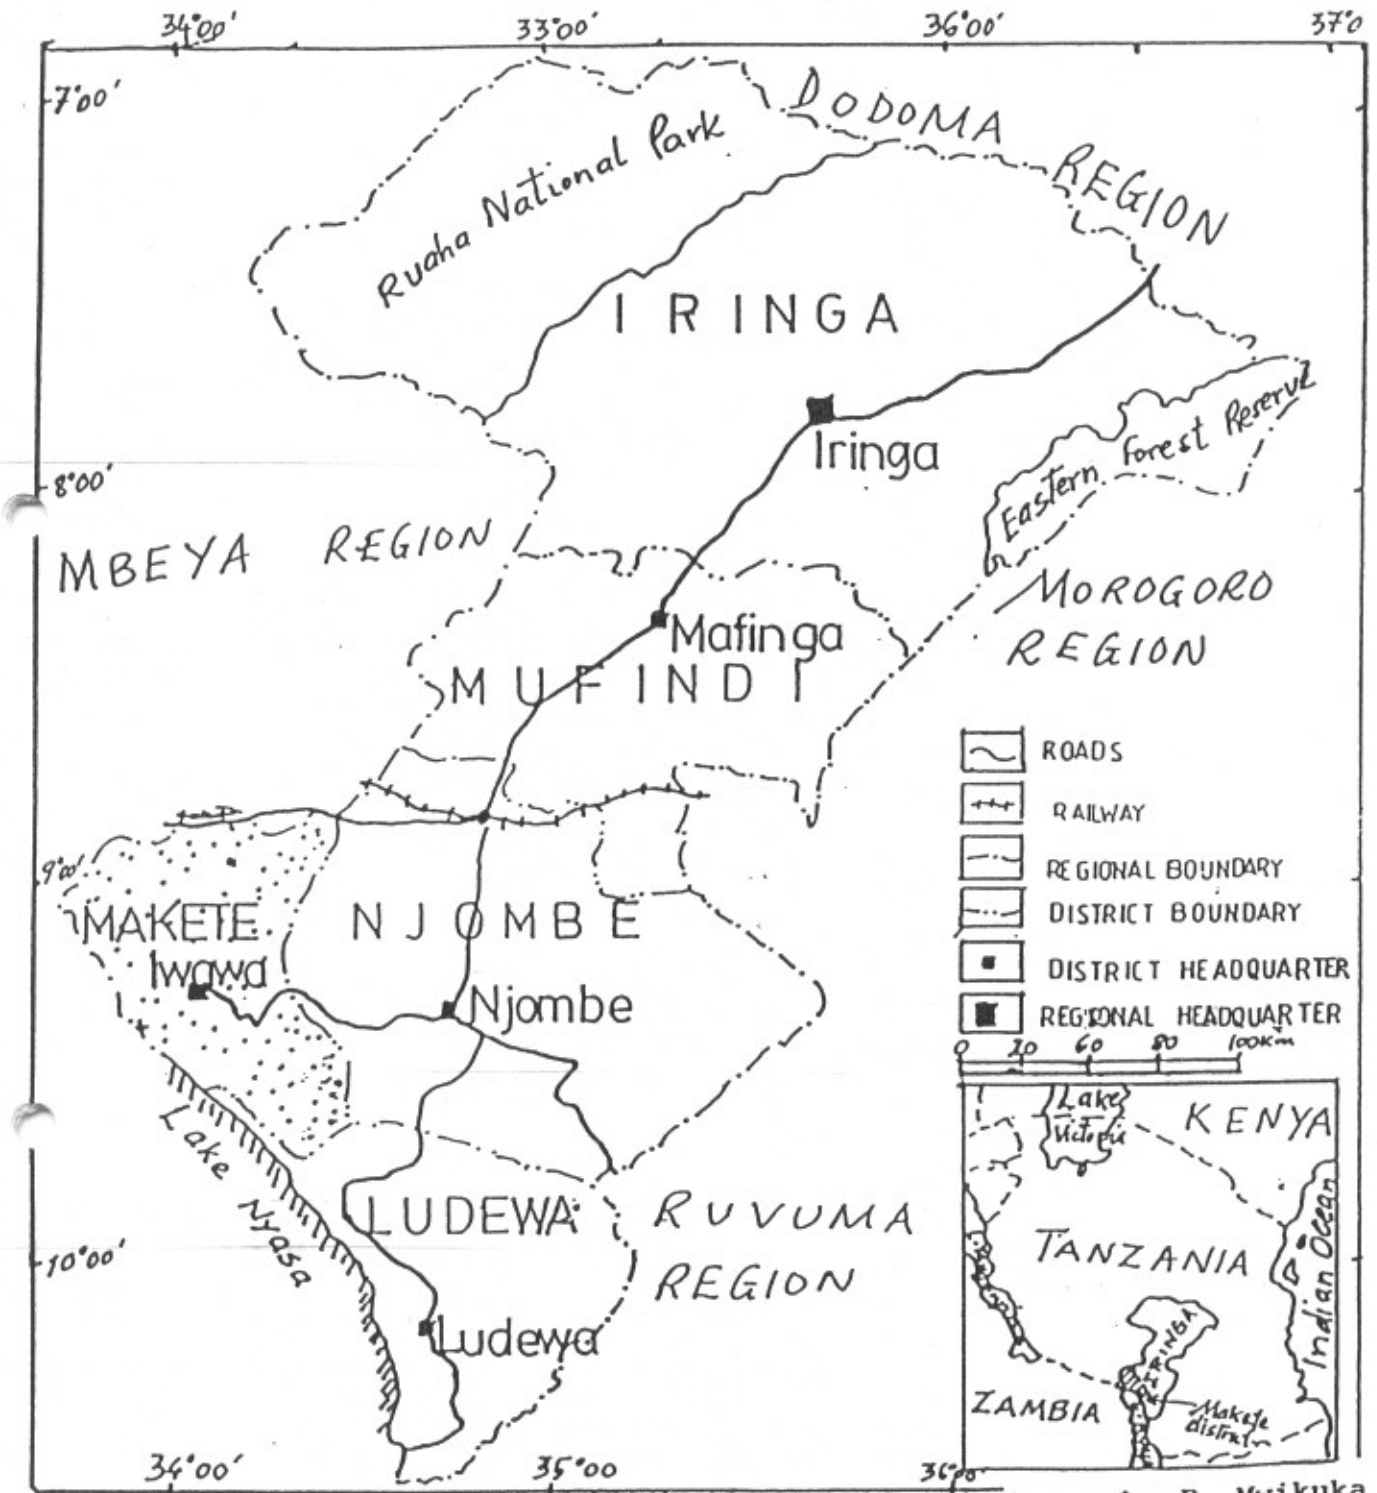 34°00' 33°00' 36°00' 37°0
7°00'
DODOMA
REGION
Ruaha National Park
IRINGA
Iringa
Eastern Forest Reserve
8°00'
MBEYA REGION
MOROGORO
REGION
Mafinga
MUFINDI
ROADS
RAILWAY
REGIONAL BOUNDARY
DISTRICT BOUNDARY
DISTRICT HEADQUARTER
REGIONAL HEADQUARTER
0 20 60 80 100Km
9°00'
MAKETE
NJOMBE
Iwawa
Njombe
Lake Nyasa
LUDEWA
RUVUMA
REGION
10°00'
Ludewa
Lake
Victoria
KENYA
TANZANIA
Indian Ocean
IRINGA
ZAMBIA
Makete
district
34°00' 35°00' 36°00'